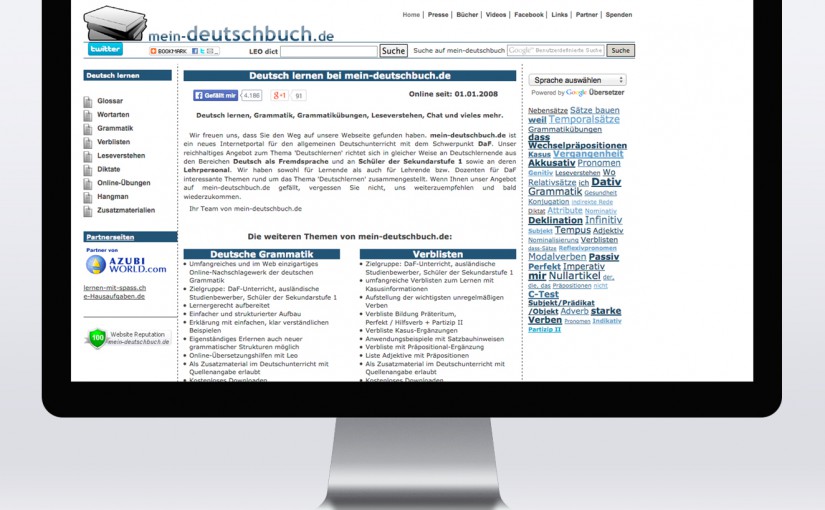 mein-deutschbuch.de
Home | Presse | Bücher | Videos | Facebook | Links | Partner | Spenden
twitter
BOOKMARK
LEO dict
Suche
Suche auf mein-deutschbuch
Google™ Benutzerdefinierte Suche
Suche
Deutsch lernen
Glossar
Wortarten
Grammatik
Verblisten
Leseverstehen
Diktate
Online-Übungen
Hangman
Zusatzmaterialien
Partnerseiten
Partner von
AZUBI
WORLD.com
lernen-mit-spass.ch
e-Hausaufgaben.de
100
Website Reputation
mein-deutschbuch.de
Deutsch lernen bei mein-deutschbuch.de
Gefällt mir 4.186
g+1 91
Online seit: 01.01.2008
Deutsch lernen, Grammatik, Grammatikübungen, Leseverstehen, Chat und vieles mehr.
Wir freuen uns, dass Sie den Weg auf unsere Webseite gefunden haben. mein-deutschbuch.de ist
ein neues Internetportal für den allgemeinen Deutschunterricht mit dem Schwerpunkt DaF. Unser
reichhaltiges Angebot zum Thema 'Deutschlernen' richtet sich in gleicher Weise an Deutschlernende aus
den Bereichen Deutsch als Fremdsprache und an Schüler der Sekundarstufe 1 sowie an deren
Lehrpersonal. Wir haben sowohl für Lernende als auch für Lehrende bzw. Dozenten für DaF
interessante Themen rund um das Thema 'Deutschlernen' zusammengestellt. Wenn Ihnen unser Angebot
auf mein-deutschbuch.de gefällt, vergessen Sie nicht, uns weiterzuempfehlen und bald
wiederzukommen.
Ihr Team von mein-deutschbuch.de
Die weiteren Themen von mein-deutschbuch.de:
Deutsche Grammatik
Umfangreiches und im Web einzigartiges
Online-Nachschlagewerk der deutschen
Grammatik
Zielgruppe: DaF-Unterricht, ausländische
Studienbewerber, Schüler der Sekundarstufe 1
Lernergerecht aufbereitet
Einfacher und strukturierter Aufbau
Erklärung mit einfachen, klar verständlichen
Beispielen
Eigenständiges Erlernen auch neuer
grammatischer Strukturen möglich
Online-Übersetzungshilfen mit Leo
Als Zusatzmaterial im Deutschunterricht mit
Quellenangabe erlaubt
Kostenloses Downloaden
Verblisten
Zielgruppe: DaF-Unterricht, ausländische
Studienbewerber, Schüler der Sekundarstufe 1
umfangreiche Verblisten zum Lernen mit
Kasusinformationen
Aufstellung der wichtigsten unregelmäßigen
Verben
Verbliste Bildung Präteritum,
Perfekt / Hilfsverb + Partizip II
Verbliste Kasus-Ergänzungen
Anwendungsbeispiele mit Satzbauhinweisen
Verbliste mit Präpositional-Ergänzung
Liste Adjektive mit Präpositionen
Als Zusatzmaterial im Deutschunterricht mit
Quellenangabe erlaubt
Kostenloses Downloaden
Sprache auswählen
Powered by Google Übersetzer
Nebensätze Sätze bauen
weil Temporalsätze
Grammatikübungen
dass
Wechselpräpositionen
Kasus Vergangenheit
Akkusativ Pronomen
Genitiv Leseverstehen Wo
Relativsätze ich Dativ
Grammatik Gesundheit
Konjugation indirekte Rede
Diktat Attribute Nominativ
Deklination Infinitiv
Subjekt Tempus Adjektiv
Nominalisierung Verblisten
dass-Sätze Reflexivpronomen
Modalverben Passiv
Perfekt Imperativ
mir Nullartikel der,
die, das Präpositionen nicht
C-Test
Subjekt/Prädikat
/Objekt Adverb starke
Verben Pronomen Indikativ
Partizip II